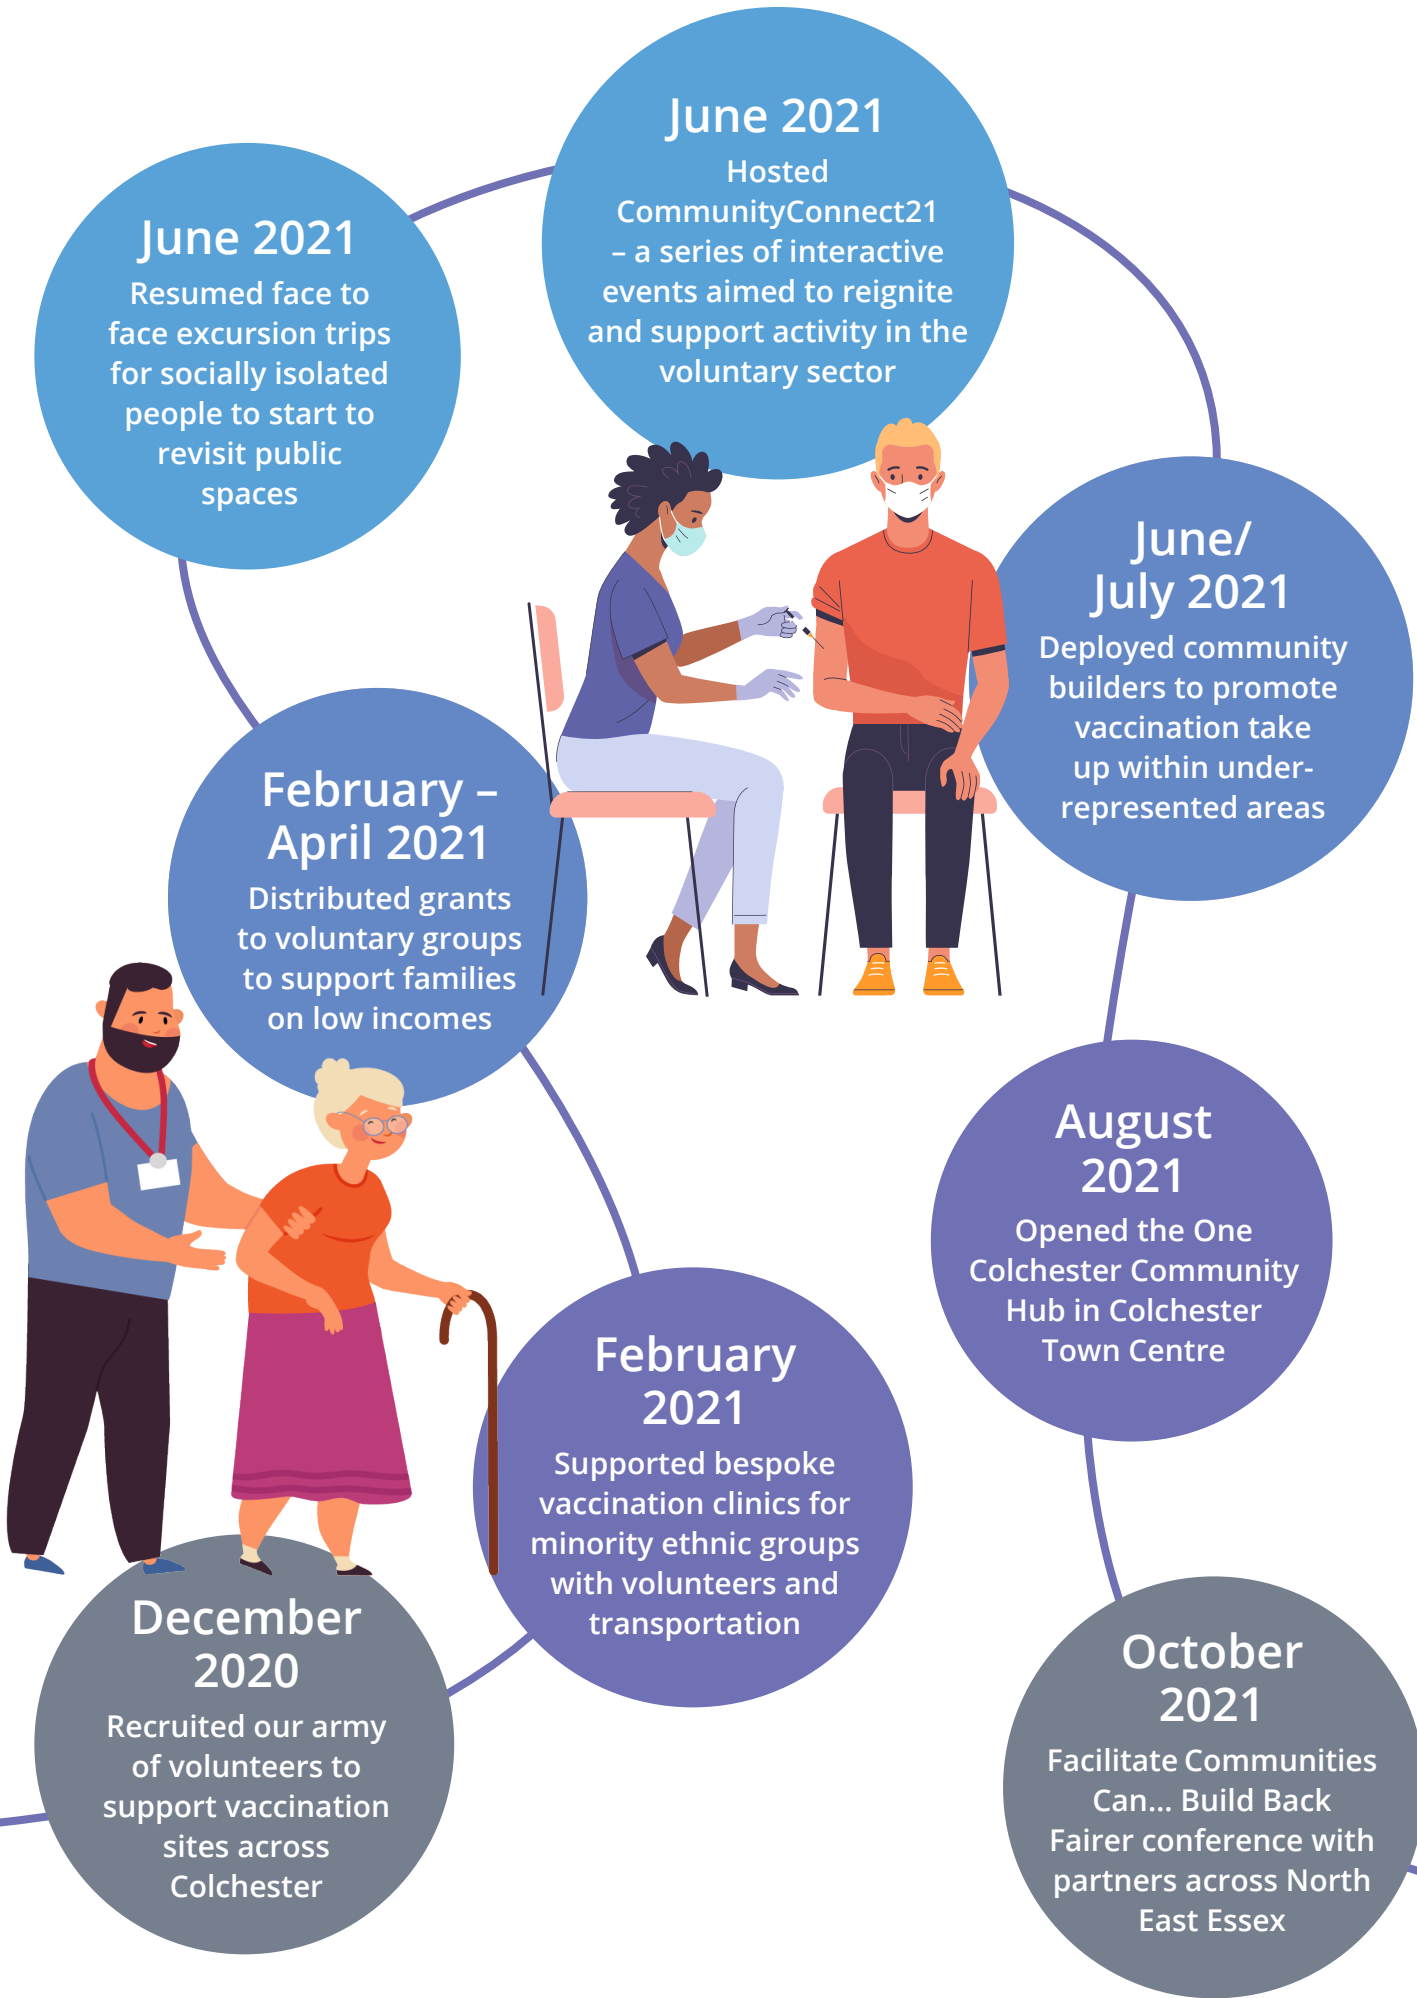 December
2020
Recruited our army
of volunteers to
support vaccination
sites across
Colchester
February
2021
Supported bespoke
vaccination clinics for
minority ethnic groups
with volunteers and
transportation
February –
April 2021
Distributed grants
to voluntary groups
to support families
on low incomes
June 2021
Resumed face to
face excursion trips
for socially isolated
people to start to
revisit public
spaces
June 2021
Hosted
CommunityConnect21
– a series of interactive
events aimed to reignite
and support activity in the
voluntary sector
June/
July 2021
Deployed community
builders to promote
vaccination take
up within under-
represented areas
August
2021
Opened the One
Colchester Community
Hub in Colchester
Town Centre
October
2021
Facilitate Communities
Can... Build Back
Fairer conference with
partners across North
East Essex